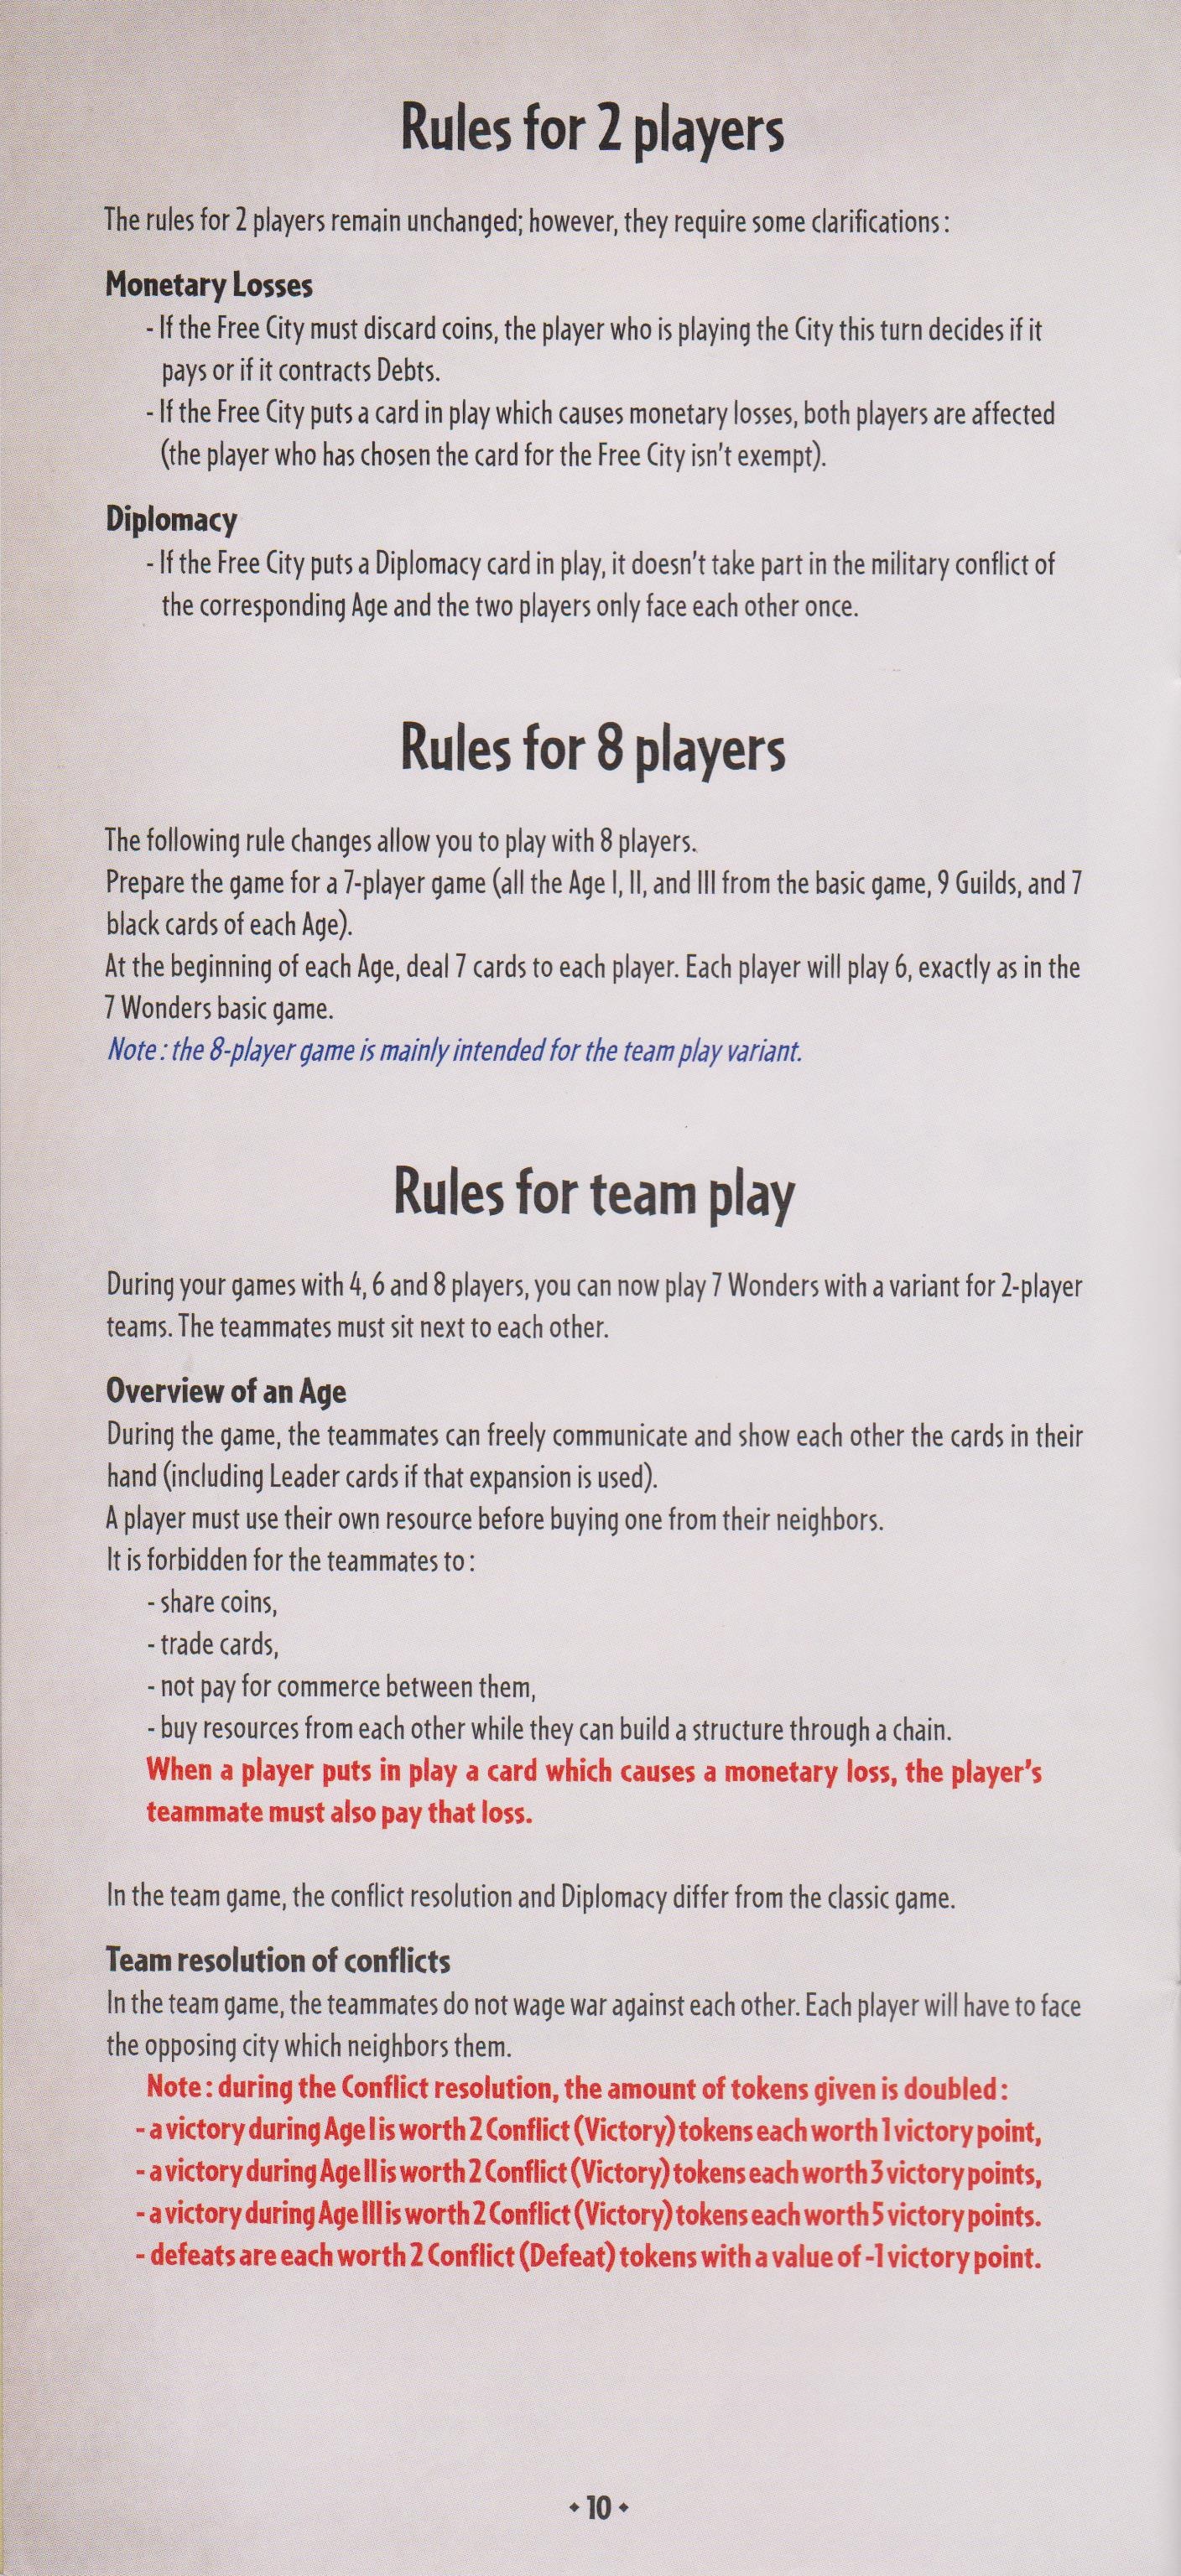 Rules for 2 players
The rules for 2 players remain unchanged; however, they require some clarifications :
Monetary Losses
- If the Free City must discard coins, the player who is playing the City this turn decides if it
pays or if it contracts Debts.
- If the Free City puts a card in play which causes monetary losses, both players are affected
(the player who has chosen the card for the Free City isn't exempt).
Diplomacy
- If the Free City puts a Diplomacy card in play, it doesn't take part in the military conflict of
the corresponding Age and the two players only face each other once.
Rules for 8 players
The following rule changes allow you to play with 8 players.
Prepare the game for a 7-player game (all the Age I, II, and III from the basic game, 9 Guilds, and 7
black cards of each Age).
At the beginning of each Age, deal 7 cards to each player. Each player will play 6, exactly as in the
7 Wonders basic game.
Note : the 8-player game is mainly intended for the team play variant.
Rules for team play
During your games with 4, 6 and 8 players, you can now play 7 Wonders with a variant for 2-player
teams. The teammates must sit next to each other.
Overview of an Age
During the game, the teammates can freely communicate and show each other the cards in their
hand (including Leader cards if that expansion is used).
A player must use their own resource before buying one from their neighbors.
It is forbidden for the teammates to :
- share coins,
- trade cards,
- not pay for commerce between them,
- buy resources from each other while they can build a structure through a chain.
When a player puts in play a card which causes a monetary loss, the player's
teammate must also pay that loss.
In the team game, the conflict resolution and Diplomacy differ from the classic game.
Team resolution of conflicts
In the team game, the teammates do not wage war against each other. Each player will have to face
the opposing city which neighbors them.
Note : during the Conflict resolution, the amount of tokens given is doubled :
- a victory during Age I is worth 2 Conflict (Victory) tokens each worth 1 victory point,
- a victory during Age II is worth 2 Conflict (Victory) tokens each worth 3 victory points,
- a victory during Age III is worth 2 Conflict (Victory) tokens each worth 5 victory points.
- defeats are each worth 2 Conflict (Defeat) tokens with a value of -1 victory point.
• 10 •